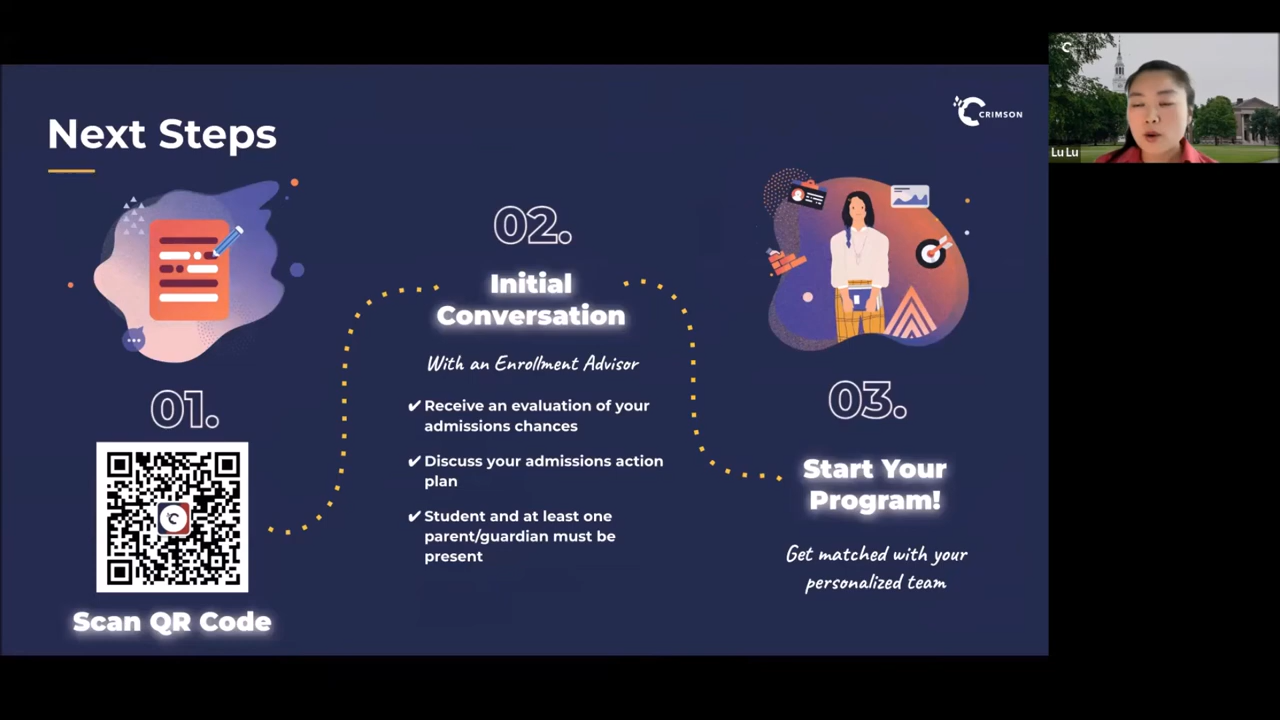 Next Steps
CRIMSON
01.
Scan QR Code
02.
Initial
Conversation
With an Enrollment Advisor
✔ Receive an evaluation of your
admissions chances
✔ Discuss your admissions action
plan
✔ Student and at least one
parent/guardian must be
present
03.
Start Your
Program!
Get matched with your
personalized team
Lu Lu